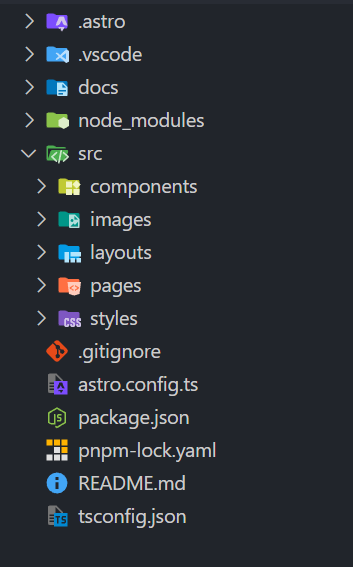 .astro
.vscode
docs
node_modules
src
components
images
layouts
pages
styles
.gitignore
astro.config.ts
package.json
pnpm-lock.yaml
README.md
tsconfig.json